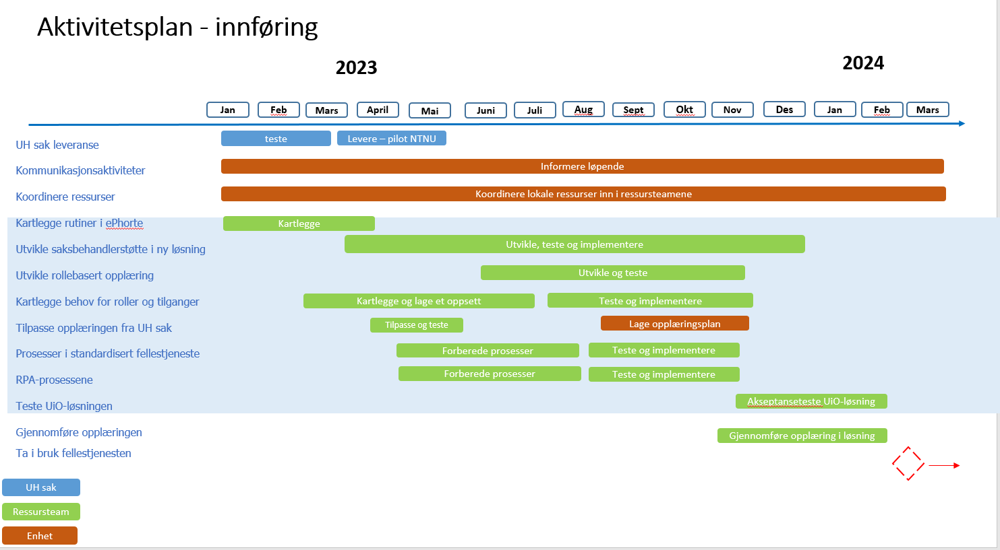 Aktivitetsplan - innføring
2023
2024
Jan
Feb
Mars
April
Mai
Juni
Juli
Aug
Sept
Okt
Nov
Des
Jan
Feb
Mars
UH sak leveranse
teste
Levere – pilot NTNU
Kommunikasjonsaktiviteter
Informere løpende
Koordinere ressurser
Koordinere lokale ressurser inn i ressursteamene
Kartlegge rutiner i ePhorte
Kartlegge
Utvikle saksbehandlerstøtte i ny løsning
Utvikle, teste og implementere
Utvikle rollebasert opplæring
Utvikle og teste
Kartlegge behov for roller og tilganger
Kartlegge og lage et oppsett
Teste og implementere
Tilpasse opplæringen fra UH sak
Tilpasse og teste
Lage opplæringsplan
Prosesser i standardisert fellestjeneste
Forberede prosesser
Teste og implementere
RPA-prosessene
Forberede prosesser
Teste og implementere
Teste UiO-løsningen
Akseptanseteste UiO-løsning
Gjennomføre opplæringen
Gjennomføre opplæring i løsning
Ta i bruk fellestjenesten
UH sak
Ressursteam
Enhet